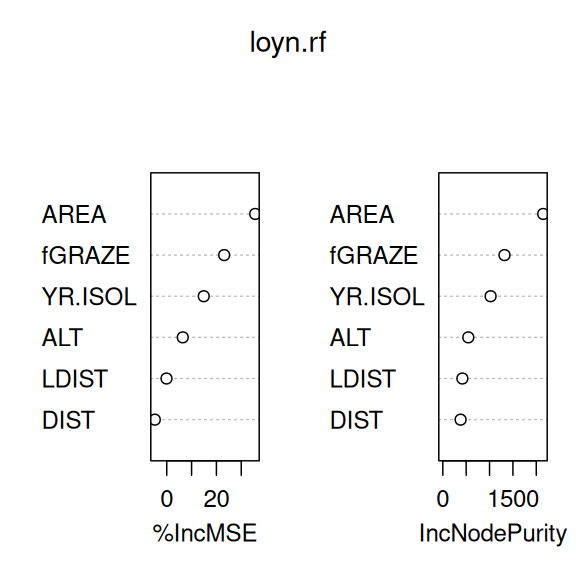 loyn.rf
AREA
fGRAZE
YR.ISOL
ALT
LDIST
DIST
0 20
%IncMSE
AREA
fGRAZE
YR.ISOL
ALT
LDIST
DIST
0 1500
IncNodePurity